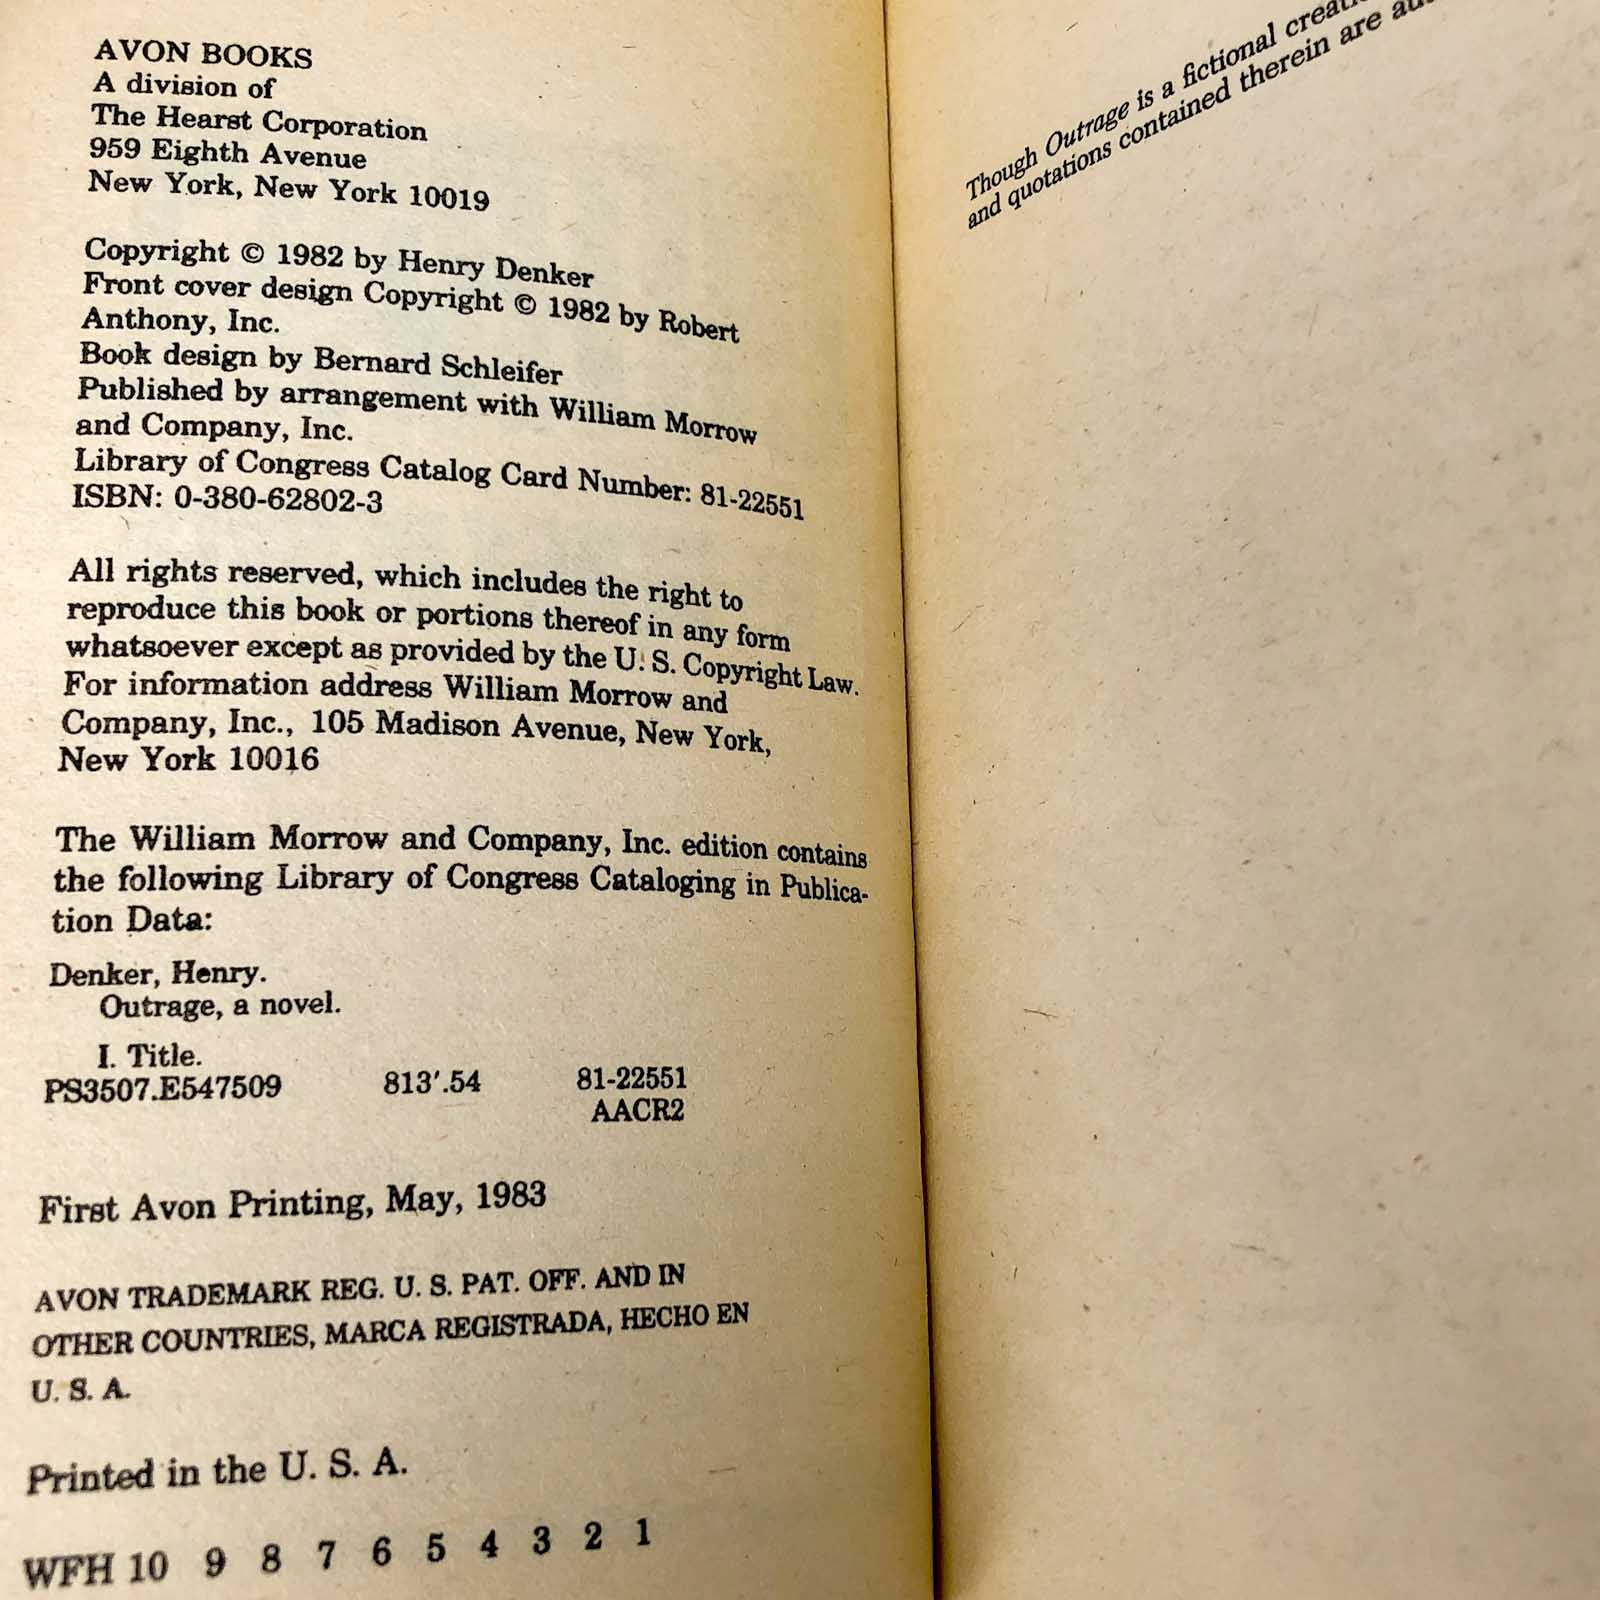 AVON BOOKS
A division of
The Hearst Corporation
959 Eighth Avenue
New York, New York 10019
Copyright © 1982 by Henry Denker
Front cover design Copyright © 1982 by Robert
Anthony, Inc.
Book design by Bernard Schleifer
Published by arrangement with William Morrow
and Company, Inc.
Library of Congress Catalog Card Number: 81-22551
ISBN: 0-380-62802-3
All rights reserved, which includes the right to
reproduce this book or portions thereof in any form
whatsoever except as provided by the U. S. Copyright Law.
For information address William Morrow and
Company, Inc., 105 Madison Avenue, New York,
New York 10016
The William Morrow and Company, Inc. edition contains
the following Library of Congress Cataloging in Publica-
tion Data:
Denker, Henry.
Outrage, a novel.
I. Title.
PS3507.E547509 813'.54 81-22551
AACR2
First Avon Printing, May, 1983
AVON TRADEMARK REG. U. S. PAT. OFF. AND IN
OTHER COUNTRIES, MARCA REGISTRADA, HECHO EN
U. S. A.
Printed in the U. S. A.
WFH 10 9 8 7 6 5 4 3 2 1
Though Outrage is a fictional
and quotations contained therein are